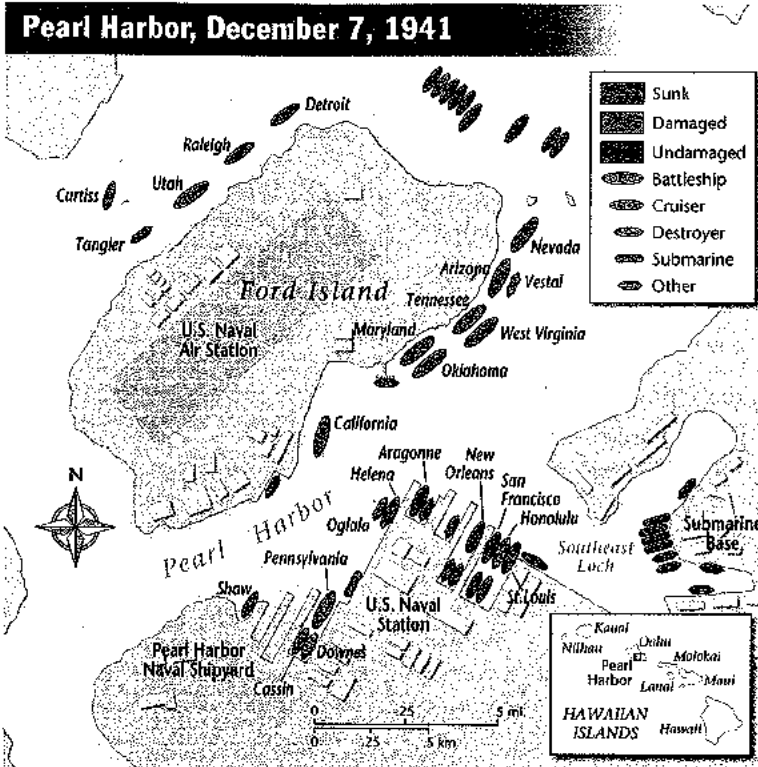 Pearl Harbor, December 7, 1941
Sunk
Damaged
Undamaged
Battleship
Cruiser
Destroyer
Submarine
Other
Detroit
Raleigh
Curtiss
Utah
Tangler
Nevada
Arizona
Vestal
Tennessee
West Virginia
Maryland
Oklahoma
Ford Island
U.S. Naval
Air Station
California
N
Aragonne
New
Orleans
Helena
San
Francisco
Honolulu
Oglala
Pearl Harbor
Pennsylvania
Submarine
Base
Southeast
Loch
Shaw
U.S. Naval
Station
St. Louis
Pearl Harbor
Naval Shipyard
Downes
Cassin
0 .25 .5 mi
0 .25 .5 km
Kauai
Niihau
Oahu
Molokai
Pearl
Harbor
Lanai
Maui
HAWAIIAN
ISLANDS
Hawaii